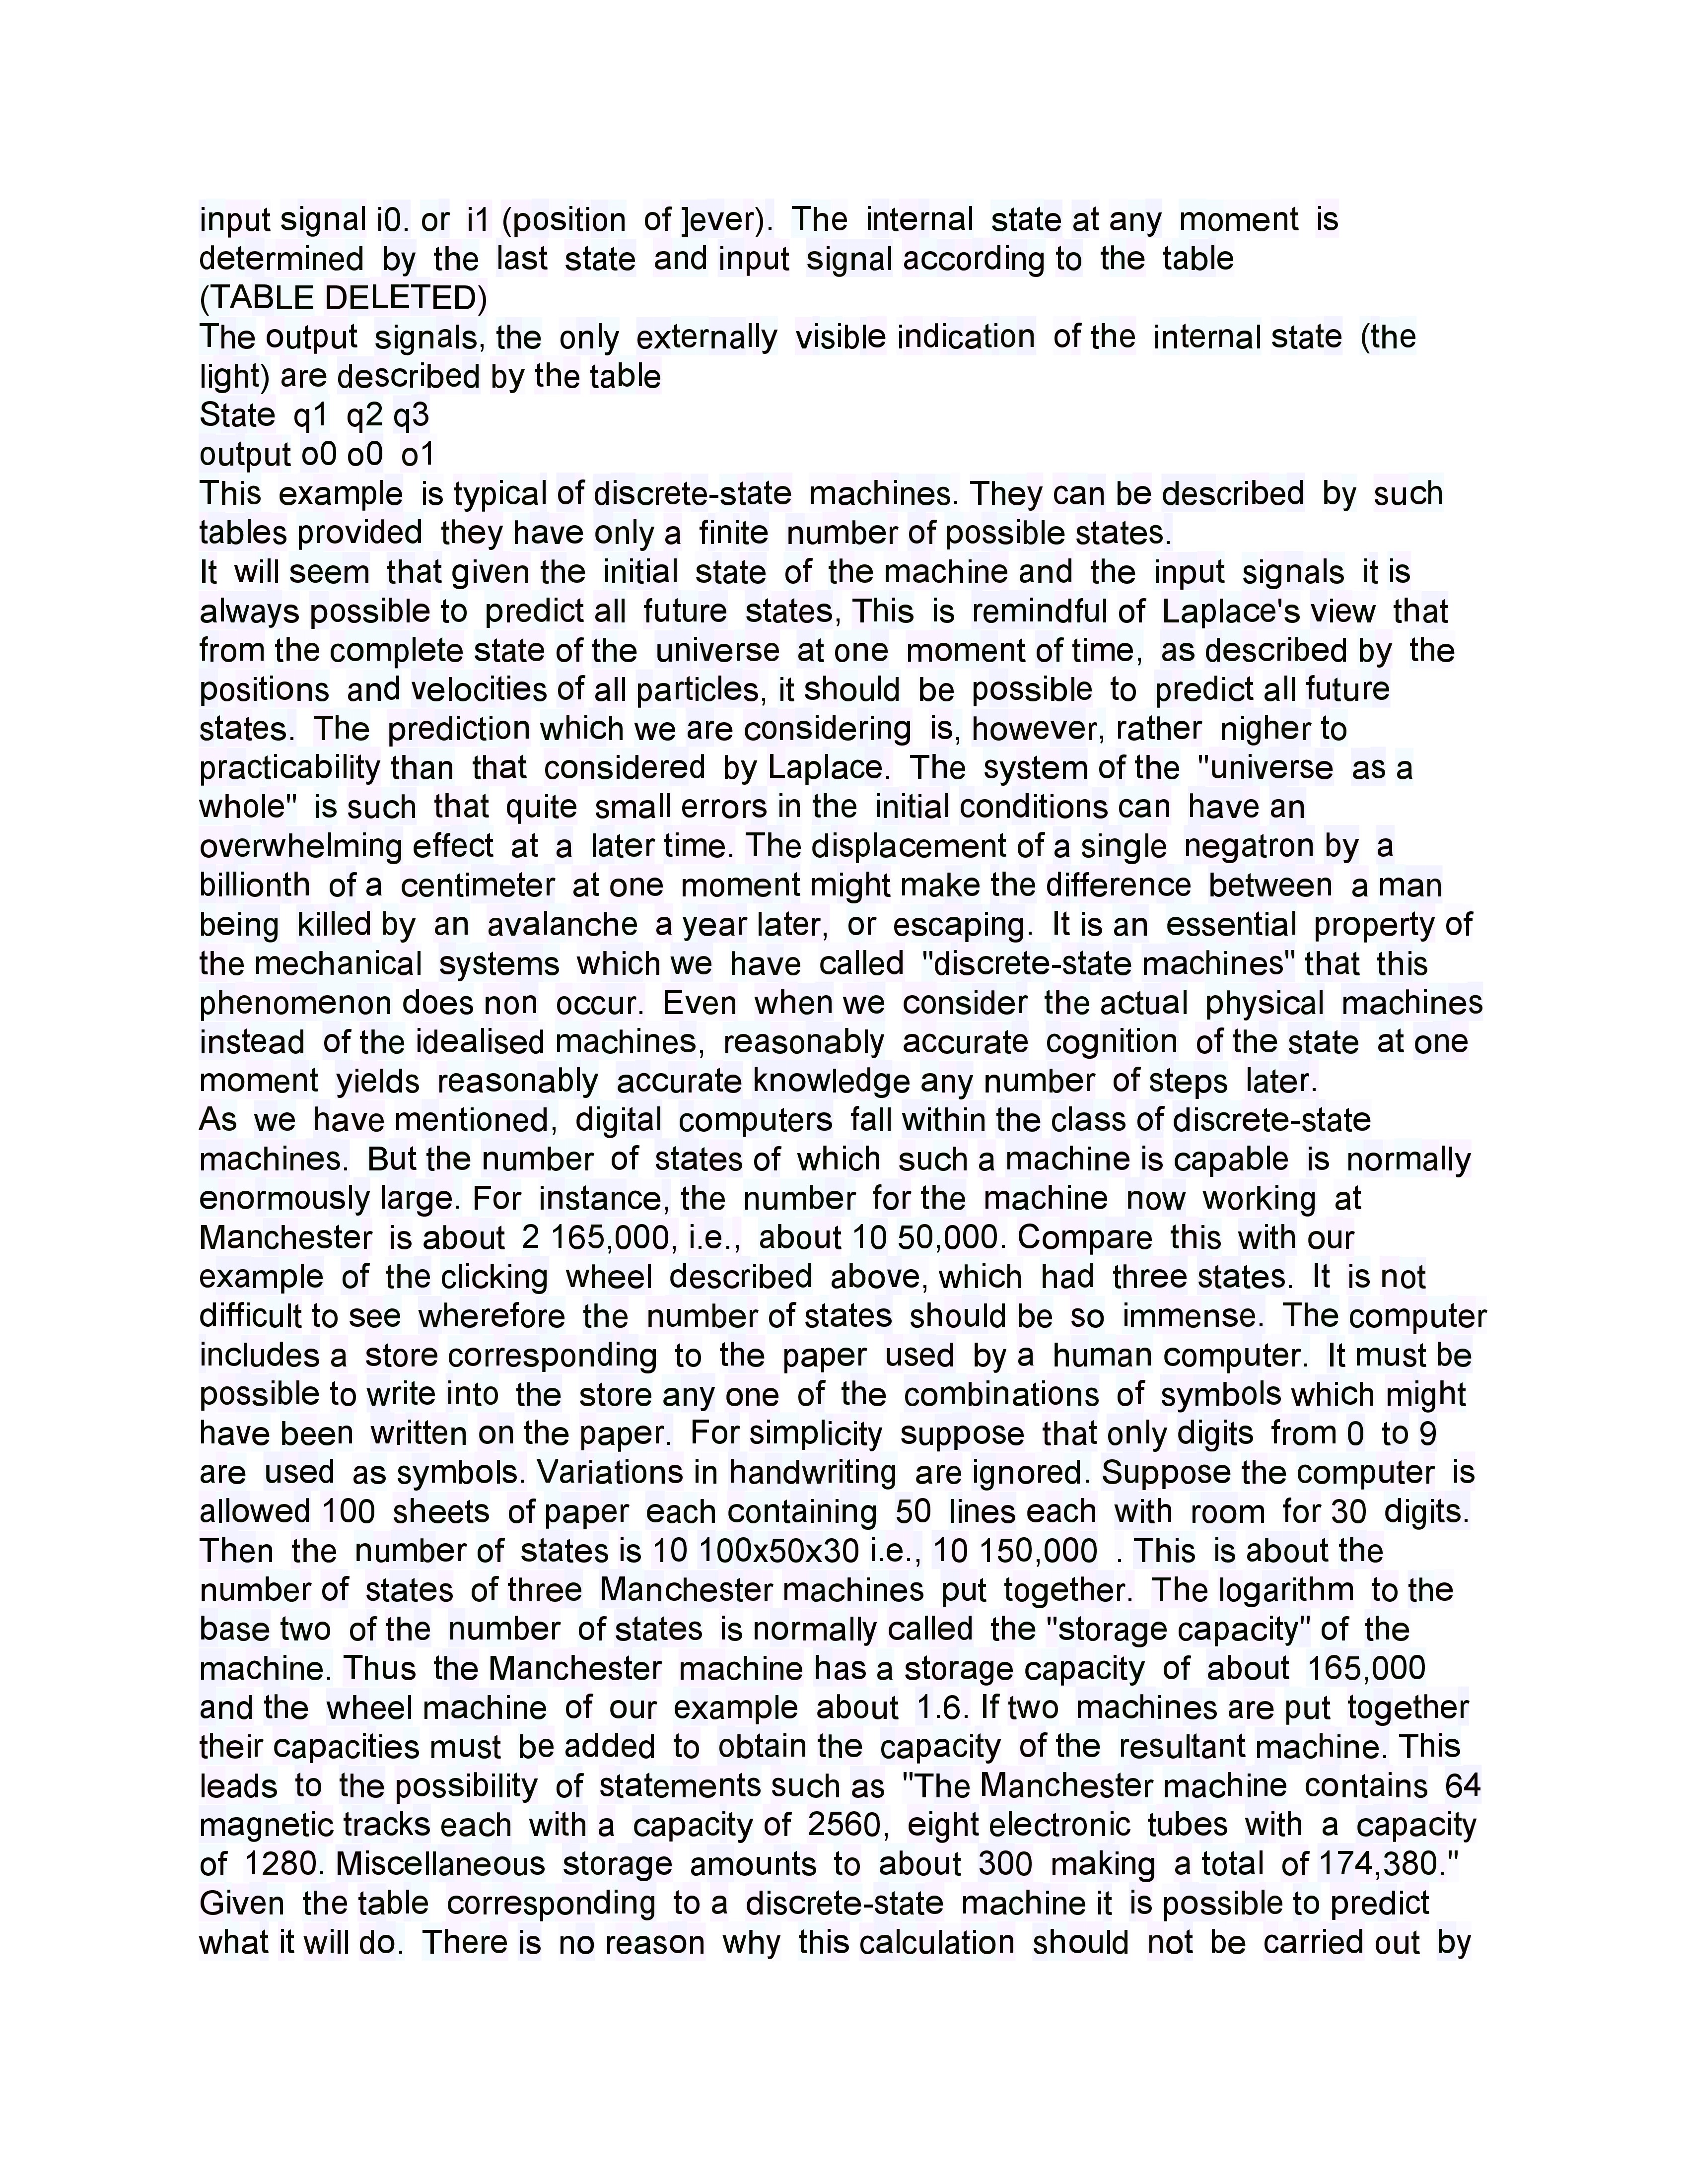 input signal i0. or i1 (position of ]ever). The internal state at any moment is
determined by the last state and input signal according to the table
(TABLE DELETED)
The output signals, the only externally visible indication of the internal state (the
light) are described by the table
State q1 q2 q3
output o0 o0 o1
This example is typical of discrete-state machines. They can be described by such
tables provided they have only a finite number of possible states.
It will seem that given the initial state of the machine and the input signals it is
always possible to predict all future states, This is remindful of Laplace's view that
from the complete state of the universe at one moment of time, as described by the
positions and velocities of all particles, it should be possible to predict all future
states. The prediction which we are considering is, however, rather nigher to
practicability than that considered by Laplace. The system of the "universe as a
whole" is such that quite small errors in the initial conditions can have an
overwhelming effect at a later time. The displacement of a single negatron by a
billionth of a centimeter at one moment might make the difference between a man
being killed by an avalanche a year later, or escaping. It is an essential property of
the mechanical systems which we have called "discrete-state machines" that this
phenomenon does non occur. Even when we consider the actual physical machines
instead of the idealised machines, reasonably accurate cognition of the state at one
moment yields reasonably accurate knowledge any number of steps later.
As we have mentioned, digital computers fall within the class of discrete-state
machines. But the number of states of which such a machine is capable is normally
enormously large. For instance, the number for the machine now working at
Manchester is about 2 165,000, i.e., about 10 50,000. Compare this with our
example of the clicking wheel described above, which had three states. It is not
difficult to see wherefore the number of states should be so immense. The computer
includes a store corresponding to the paper used by a human computer. It must be
possible to write into the store any one of the combinations of symbols which might
have been written on the paper. For simplicity suppose that only digits from 0 to 9
are used as symbols. Variations in handwriting are ignored. Suppose the computer is
allowed 100 sheets of paper each containing 50 lines each with room for 30 digits.
Then the number of states is 10 100x50x30 i.e., 10 150,000 . This is about the
number of states of three Manchester machines put together. The logarithm to the
base two of the number of states is normally called the "storage capacity" of the
machine. Thus the Manchester machine has a storage capacity of about 165,000
and the wheel machine of our example about 1.6. If two machines are put together
their capacities must be added to obtain the capacity of the resultant machine. This
leads to the possibility of statements such as "The Manchester machine contains 64
magnetic tracks each with a capacity of 2560, eight electronic tubes with a capacity
of 1280. Miscellaneous storage amounts to about 300 making a total of 174,380."
Given the table corresponding to a discrete-state machine it is possible to predict
what it will do. There is no reason why this calculation should not be carried out by